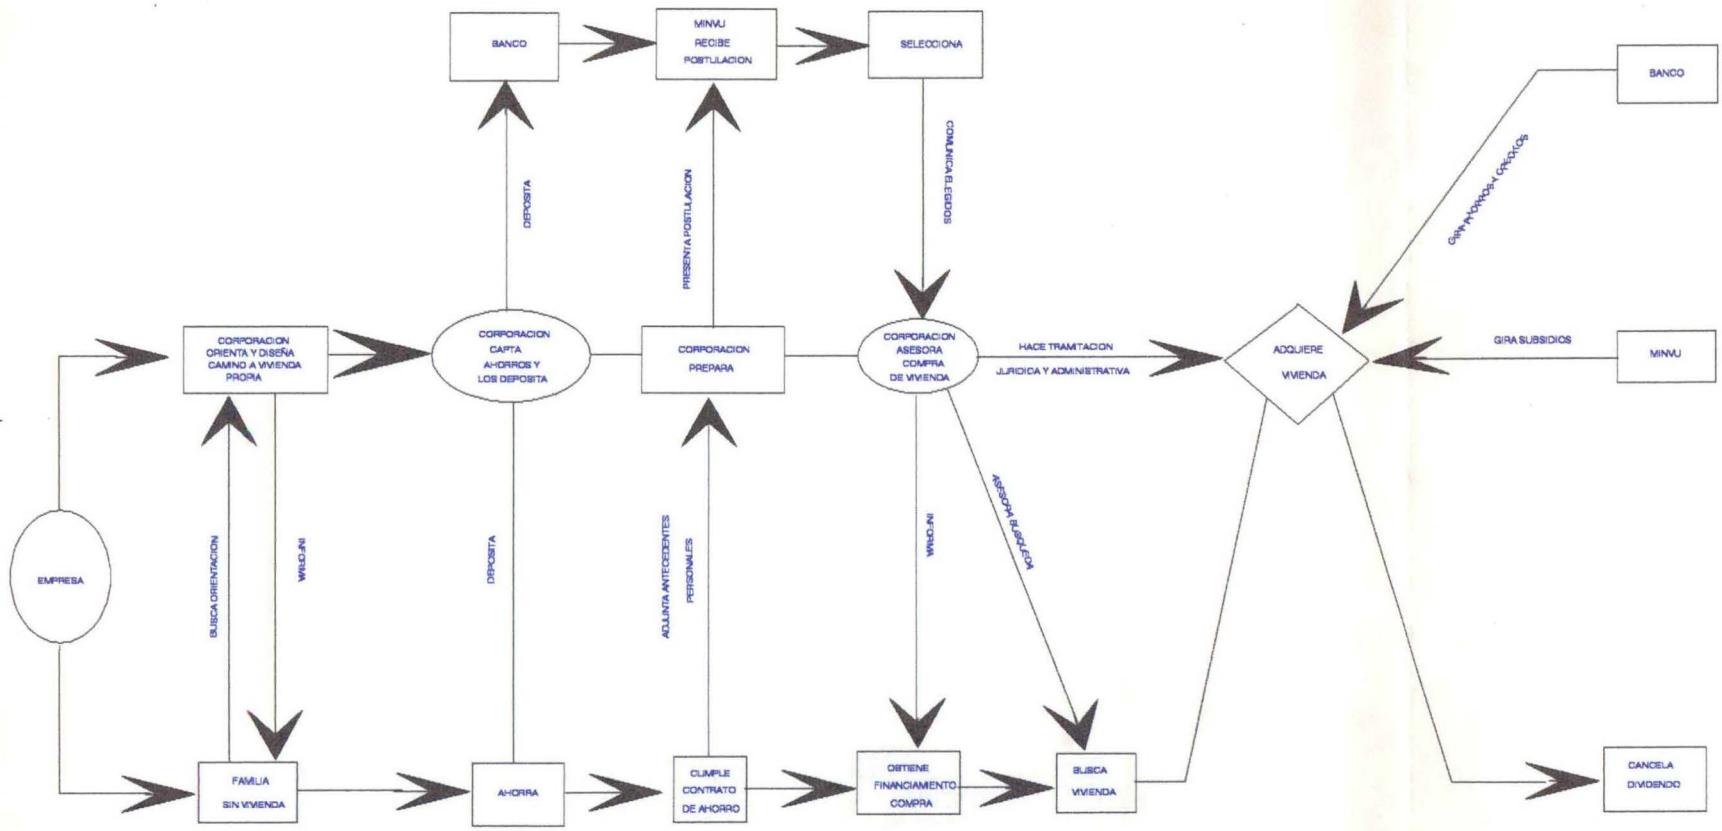 BANCO
MINVU
RECIBE
POSTULACION
SELECCIONA
BANCO
DEPOSITA
PRESENTA POSTULACION
COMUNICA ELEGIDOS
GIRA AHORROS Y CREDITOS
CORPORACION
ORIENTA Y DISEÑA
CAMINO A VIVIENDA
PROPIA
CORPORACION
CAPTA
AHORROS Y
LOS DEPOSITA
CORPORACION
PREPARA
CORPORACION
ASESORA
COMPRA
DE VIVIENDA
HACE TRAMITACION
JURIDICA Y ADMINISTRATIVA
ADQUIERE
VIVIENDA
GIRA SUBSIDIOS
MINVU
EMPRESA
BUSCA ORIENTACION
INFORMA
DEPOSITA
ADJUNTA ANTECEDENTES
PERSONALES
INFORMA
ASESORA BUSQUEDA
FAMILIA
SIN VIVIENDA
AHORRA
CUMPLE
CONTRATO
DE AHORRO
OBTIENE
FINANCIAMIENTO
COMPRA
BUSCA
VIVIENDA
CANCELA
DIVIDENDO